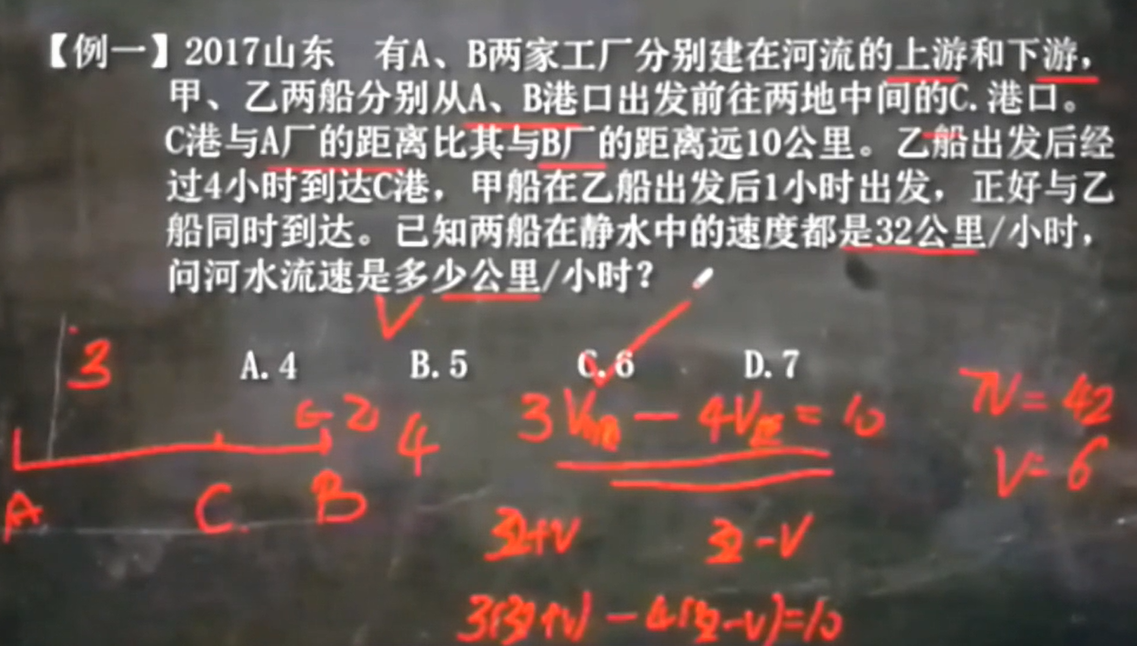 【例一】2017山东 有A、B两家工厂分别建在河流的上游和下游，
甲、乙两船分别从A、B港口出发前往两地中间的C.港口。
C港与A厂的距离比其与B厂的距离远10公里。乙船出发后经
过4小时到达C港，甲船在乙船出发后1小时出发，正好与乙
船同时到达。已知两船在静水中的速度都是32公里/小时，
问河水流速是多少公里/小时？
V
A.4 B.5 C.6 D.7
3
4
A C. B
3V顺 - 4V逆 = 10
32+V 32-V
3(32+V) - 4(32-V)=10
7V=42
V=6